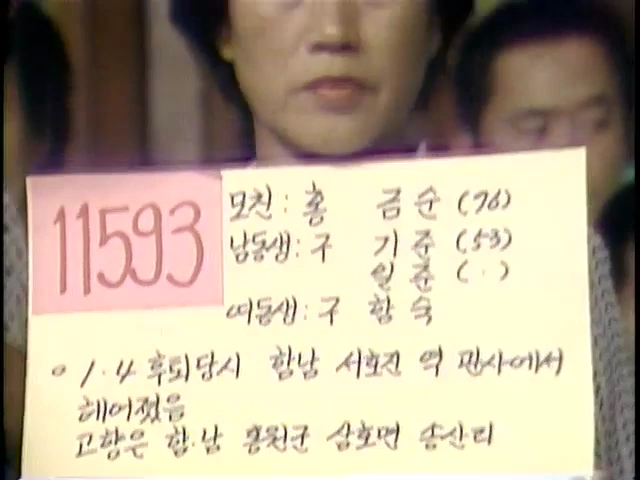 11593
모친: 홍 금순 (76)
남동생: 구 기준 (53)
일준 ( . )
여동생: 구 함숙
o 1.4 후퇴당시 함남 서호진 역 관사에서
헤어졌음
고향은 함.남 홍원군 삼호면 송산리